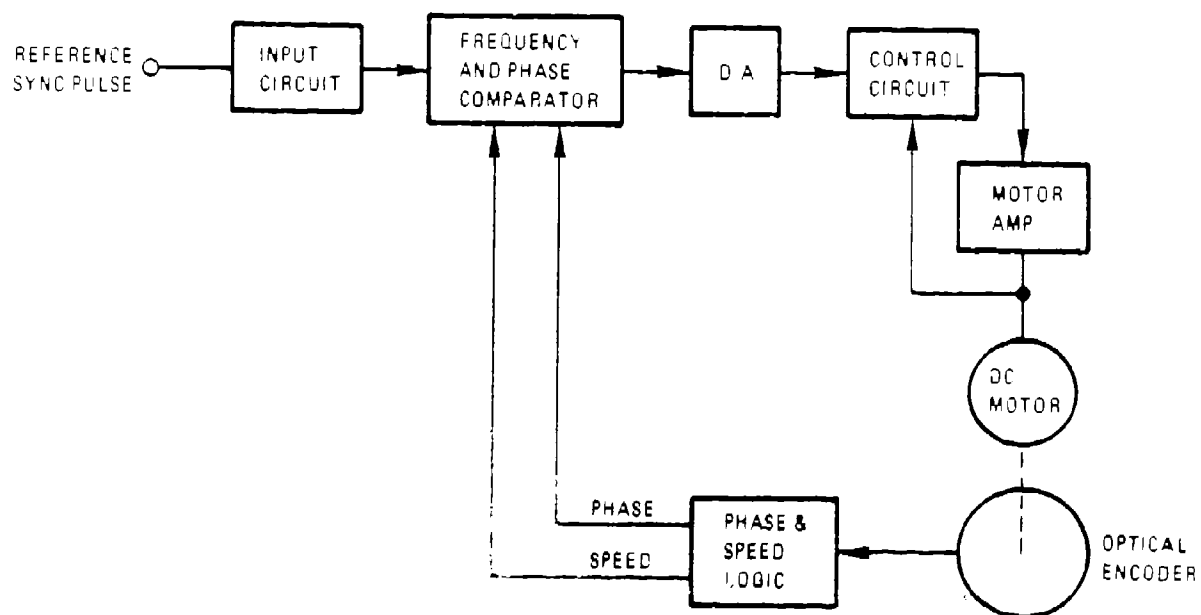 REFERENCE
SYNC PULSE
INPUT
CIRCUIT
FREQUENCY
AND PHASE
COMPARATOR
D A
CONTROL
CIRCUIT
MOTOR
AMP
DC
MOTOR
PHASE
SPEED
PHASE &
SPEED
LOGIC
OPTICAL
ENCODER